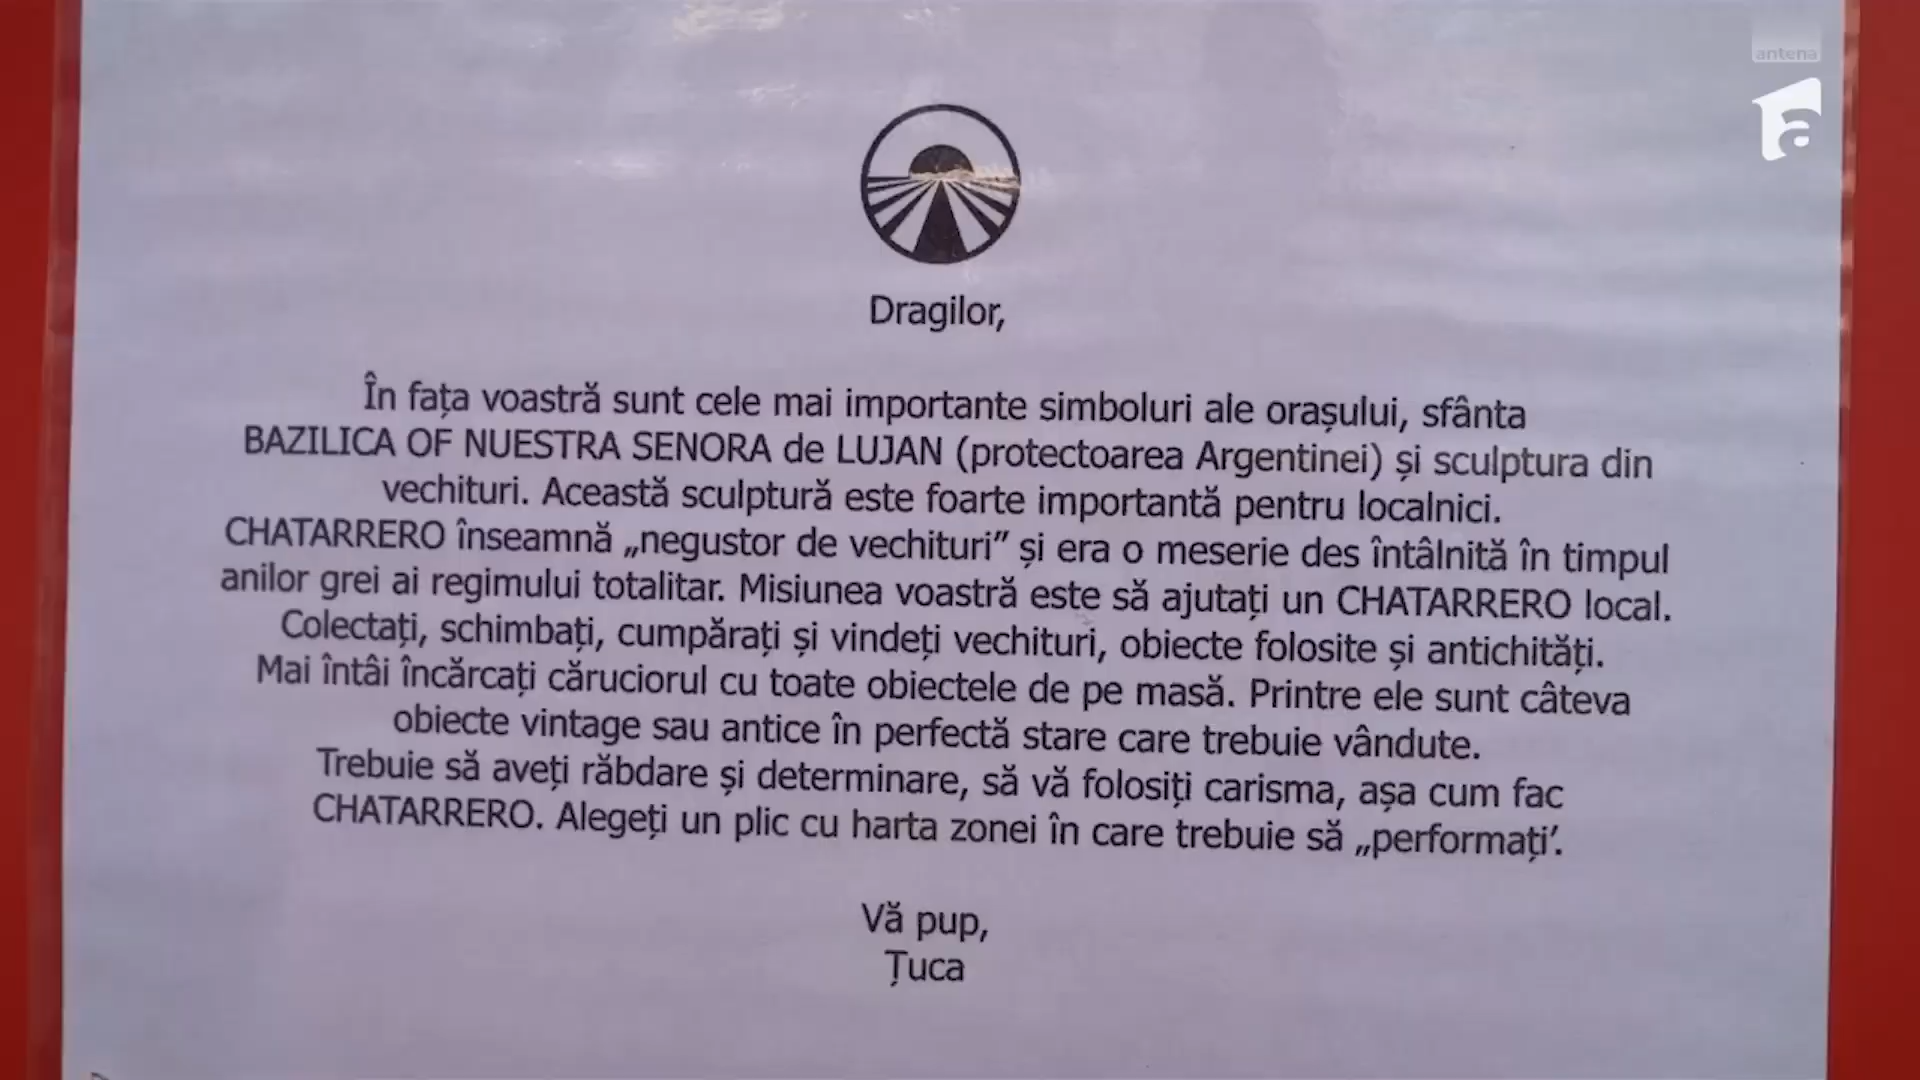 antena
a
Dragilor,
În fața voastră sunt cele mai importante simboluri ale orașului, sfânta
BAZILICA OF NUESTRA SENORA de LUJAN (protectoarea Argentinei) și sculptura din
vechituri. Această sculptură este foarte importantă pentru localnici.
CHATARRERO înseamnă „negustor de vechituri” și era o meserie des întâlnită în timpul
anilor grei ai regimului totalitar. Misiunea voastră este să ajutați un CHATARRERO local.
Colectați, schimbați, cumpărați și vindeți vechituri, obiecte folosite și antichități.
Mai întâi încărcați căruciorul cu toate obiectele de pe masă. Printre ele sunt câteva
obiecte vintage sau antice în perfectă stare care trebuie vândute.
Trebuie să aveți răbdare și determinare, să vă folosiți carisma, așa cum fac
CHATARRERO. Alegeți un plic cu harta zonei în care trebuie să „performați’.
Vă pup,
Țuca